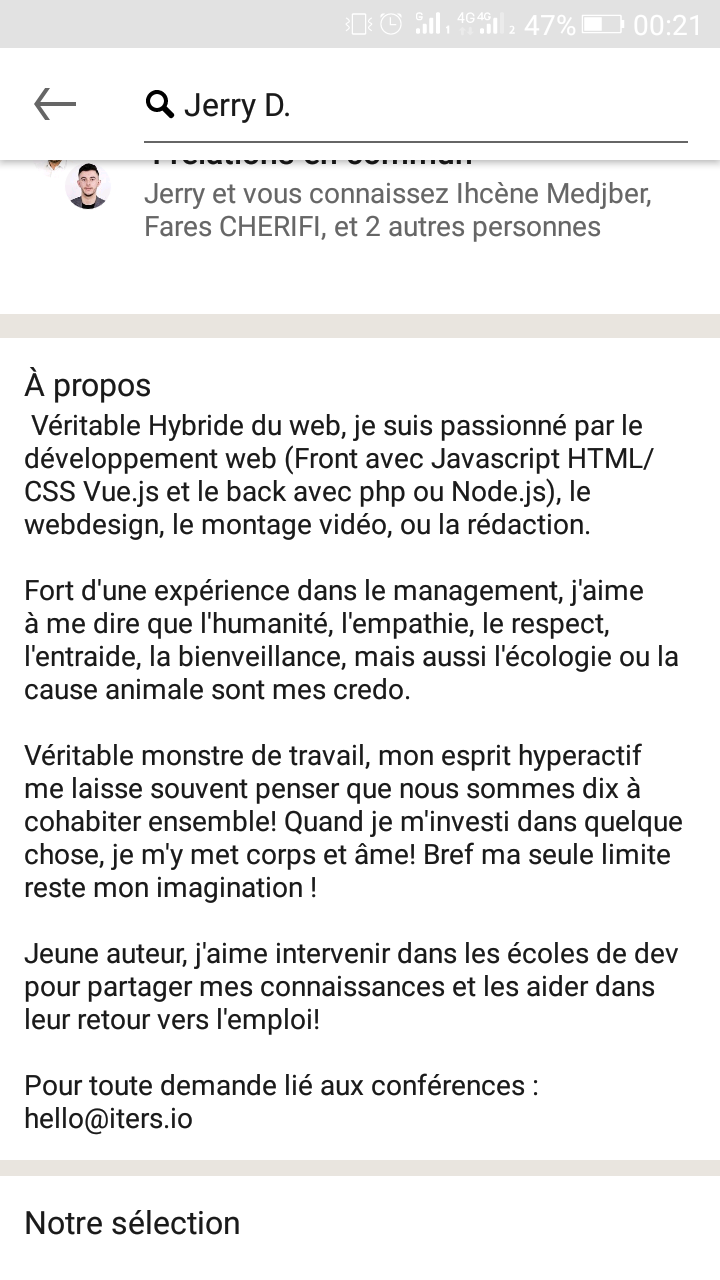 47% 00:21
Jerry D.
relations en commun
Jerry et vous connaissez Ihcène Medjber,
Fares CHERIFI, et 2 autres personnes
À propos
Véritable Hybride du web, je suis passionné par le
développement web (Front avec Javascript HTML/
CSS Vue.js et le back avec php ou Node.js), le
webdesign, le montage vidéo, ou la rédaction.
Fort d'une expérience dans le management, j'aime
à me dire que l'humanité, l'empathie, le respect,
l'entraide, la bienveillance, mais aussi l'écologie ou la
cause animale sont mes credo.
Véritable monstre de travail, mon esprit hyperactif
me laisse souvent penser que nous sommes dix à
cohabiter ensemble! Quand je m'investi dans quelque
chose, je m'y met corps et âme! Bref ma seule limite
reste mon imagination !
Jeune auteur, j'aime intervenir dans les écoles de dev
pour partager mes connaissances et les aider dans
leur retour vers l'emploi!
Pour toute demande lié aux conférences :
hello@iters.io
Notre sélection